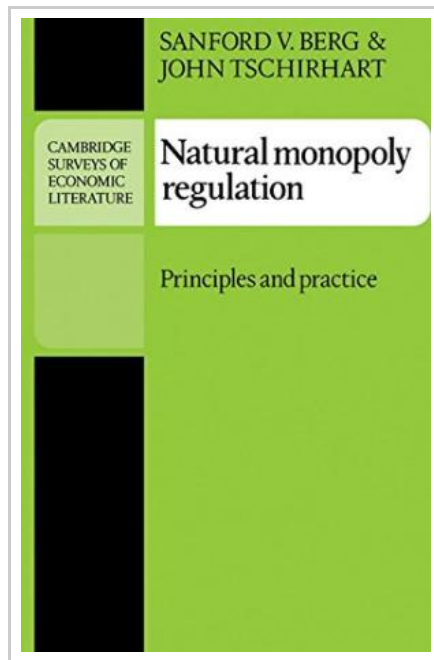 SANFORD V. BERG &
JOHN TSCHIRHART
CAMBRIDGE
SURVEYS OF
ECONOMIC
LITERATURE
Natural monopoly
regulation
Principles and practice